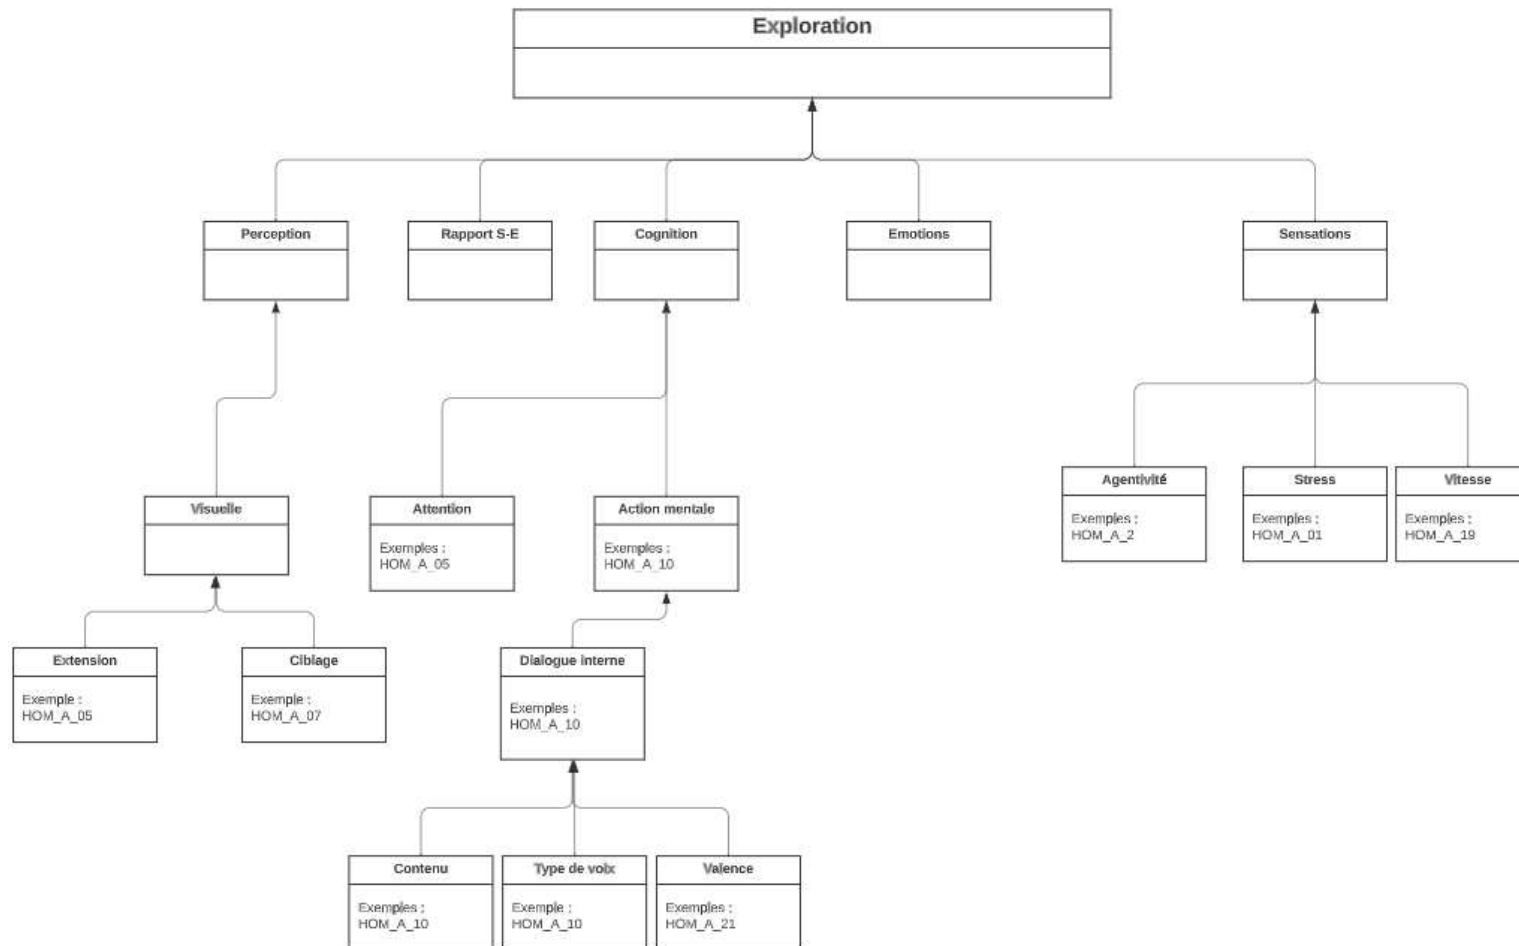 Exploration
Perception
Rapport S-E
Cognition
Emotions
Sensations
Agentivité
Exemples :
HOM_A_2
Stress
Exemples :
HOM_A_01
Vitesse
Exemples :
HOM_A_19
Visuelle
Attention
Exemples :
HOM_A_05
Action mentale
Exemples :
HOM_A_10
Extension
Exemple :
HOM_A_05
Ciblage
Exemple :
HOM_A_07
Dialogue interne
Exemples :
HOM_A_10
Contenu
Exemples :
HOM_A_10
Type de voix
Exemple :
HOM_A_10
Valence
Exemples :
HOM_A_21